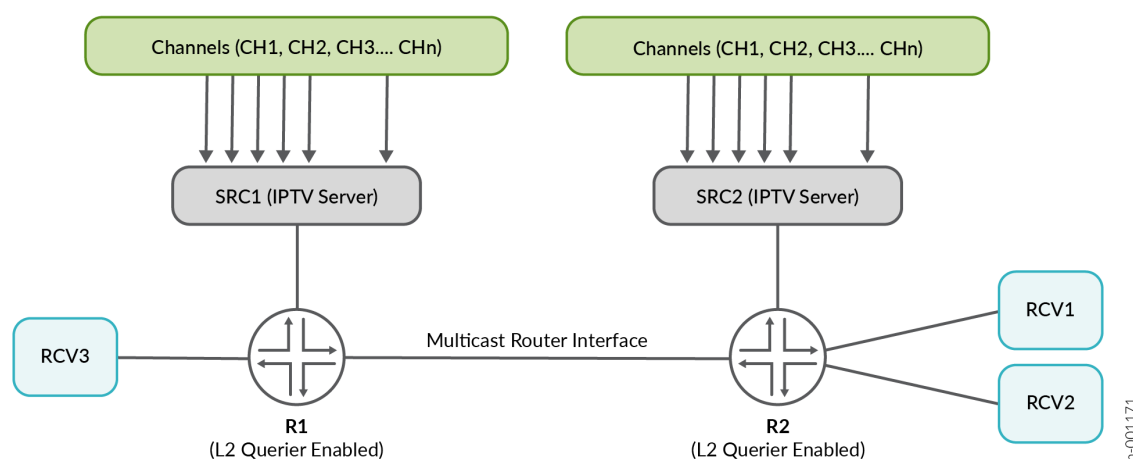 Channels (CH1, CH2, CH3.... CHn)
Channels (CH1, CH2, CH3.... CHn)
SRC1 (IPTV Server)
SRC2 (IPTV Server)
RCV1
RCV3
Multicast Router Interface
RCV2
R1
(L2 Querier Enabled)
R2
(L2 Querier Enabled)